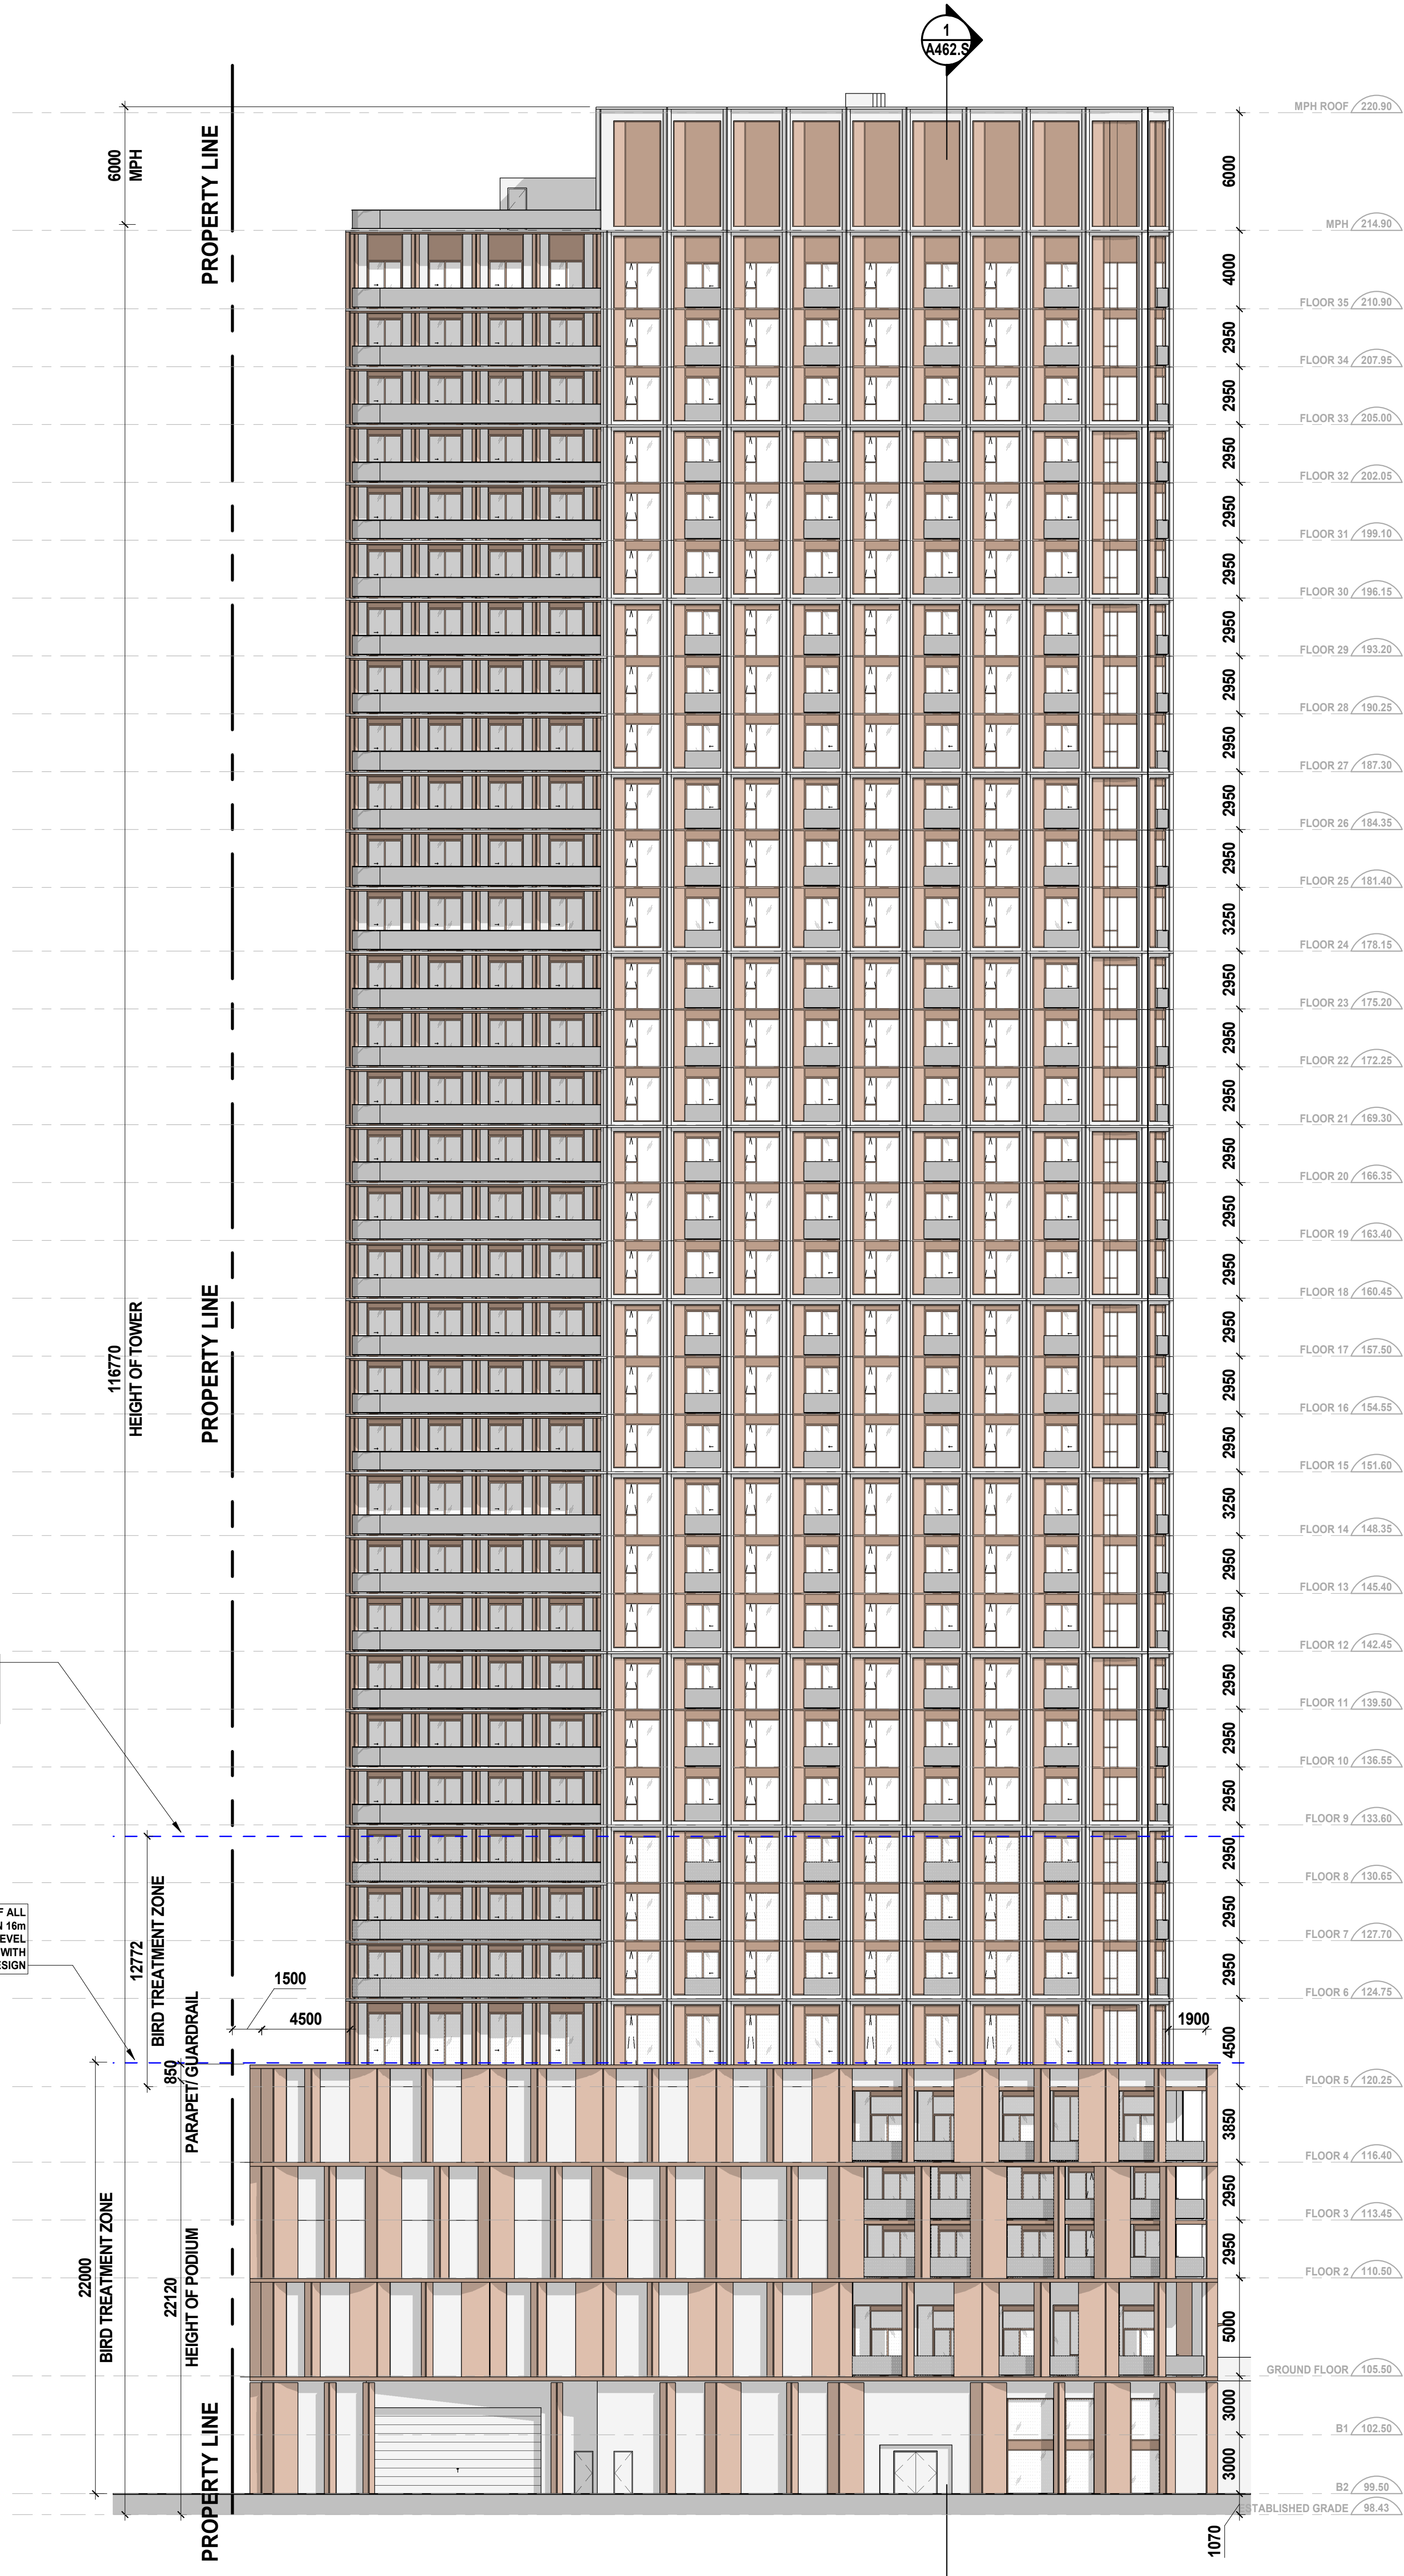 1
A462.S
PROPERTY LINE
6000
MPH
6000
MPH ROOF 220.90
MPH 214.90
4000
FLOOR 35 210.90
2950
FLOOR 34 207.95
2950
FLOOR 33 205.00
2950
FLOOR 32 202.05
2950
FLOOR 31 199.10
2950
FLOOR 30 196.15
2950
FLOOR 29 193.20
2950
FLOOR 28 190.25
2950
FLOOR 27 187.30
2950
FLOOR 26 184.35
2950
FLOOR 25 181.40
3250
FLOOR 24 178.15
2950
FLOOR 23 175.20
2950
FLOOR 22 172.25
2950
FLOOR 21 169.30
2950
FLOOR 20 166.35
2950
FLOOR 19 163.40
2950
FLOOR 18 160.45
116770
HEIGHT OF TOWER
PROPERTY LINE
2950
FLOOR 17 157.50
2950
FLOOR 16 154.55
2950
FLOOR 15 151.60
3250
FLOOR 14 148.35
2950
FLOOR 13 145.40
2950
FLOOR 12 142.45
2950
FLOOR 11 139.50
2950
FLOOR 10 136.55
2950
FLOOR 9 133.60
2950
FLOOR 8 130.65
2950
FLOOR 7 127.70
2950
FLOOR 6 124.75
F ALL
N 16m
EVEL
WITH
ESIGN
12772
BIRD TREATMENT ZONE
1500
4500
1900
4500
850
PARAPET/ GUARDRAIL
FLOOR 5 120.25
3850
FLOOR 4 116.40
2950
FLOOR 3 113.45
2950
FLOOR 2 110.50
22000
BIRD TREATMENT ZONE
22120
HEIGHT OF PODIUM
5000
GROUND FLOOR 105.50
3000
B1 102.50
3000
B2 99.50
ESTABLISHED GRADE 98.43
PROPERTY LINE
1070